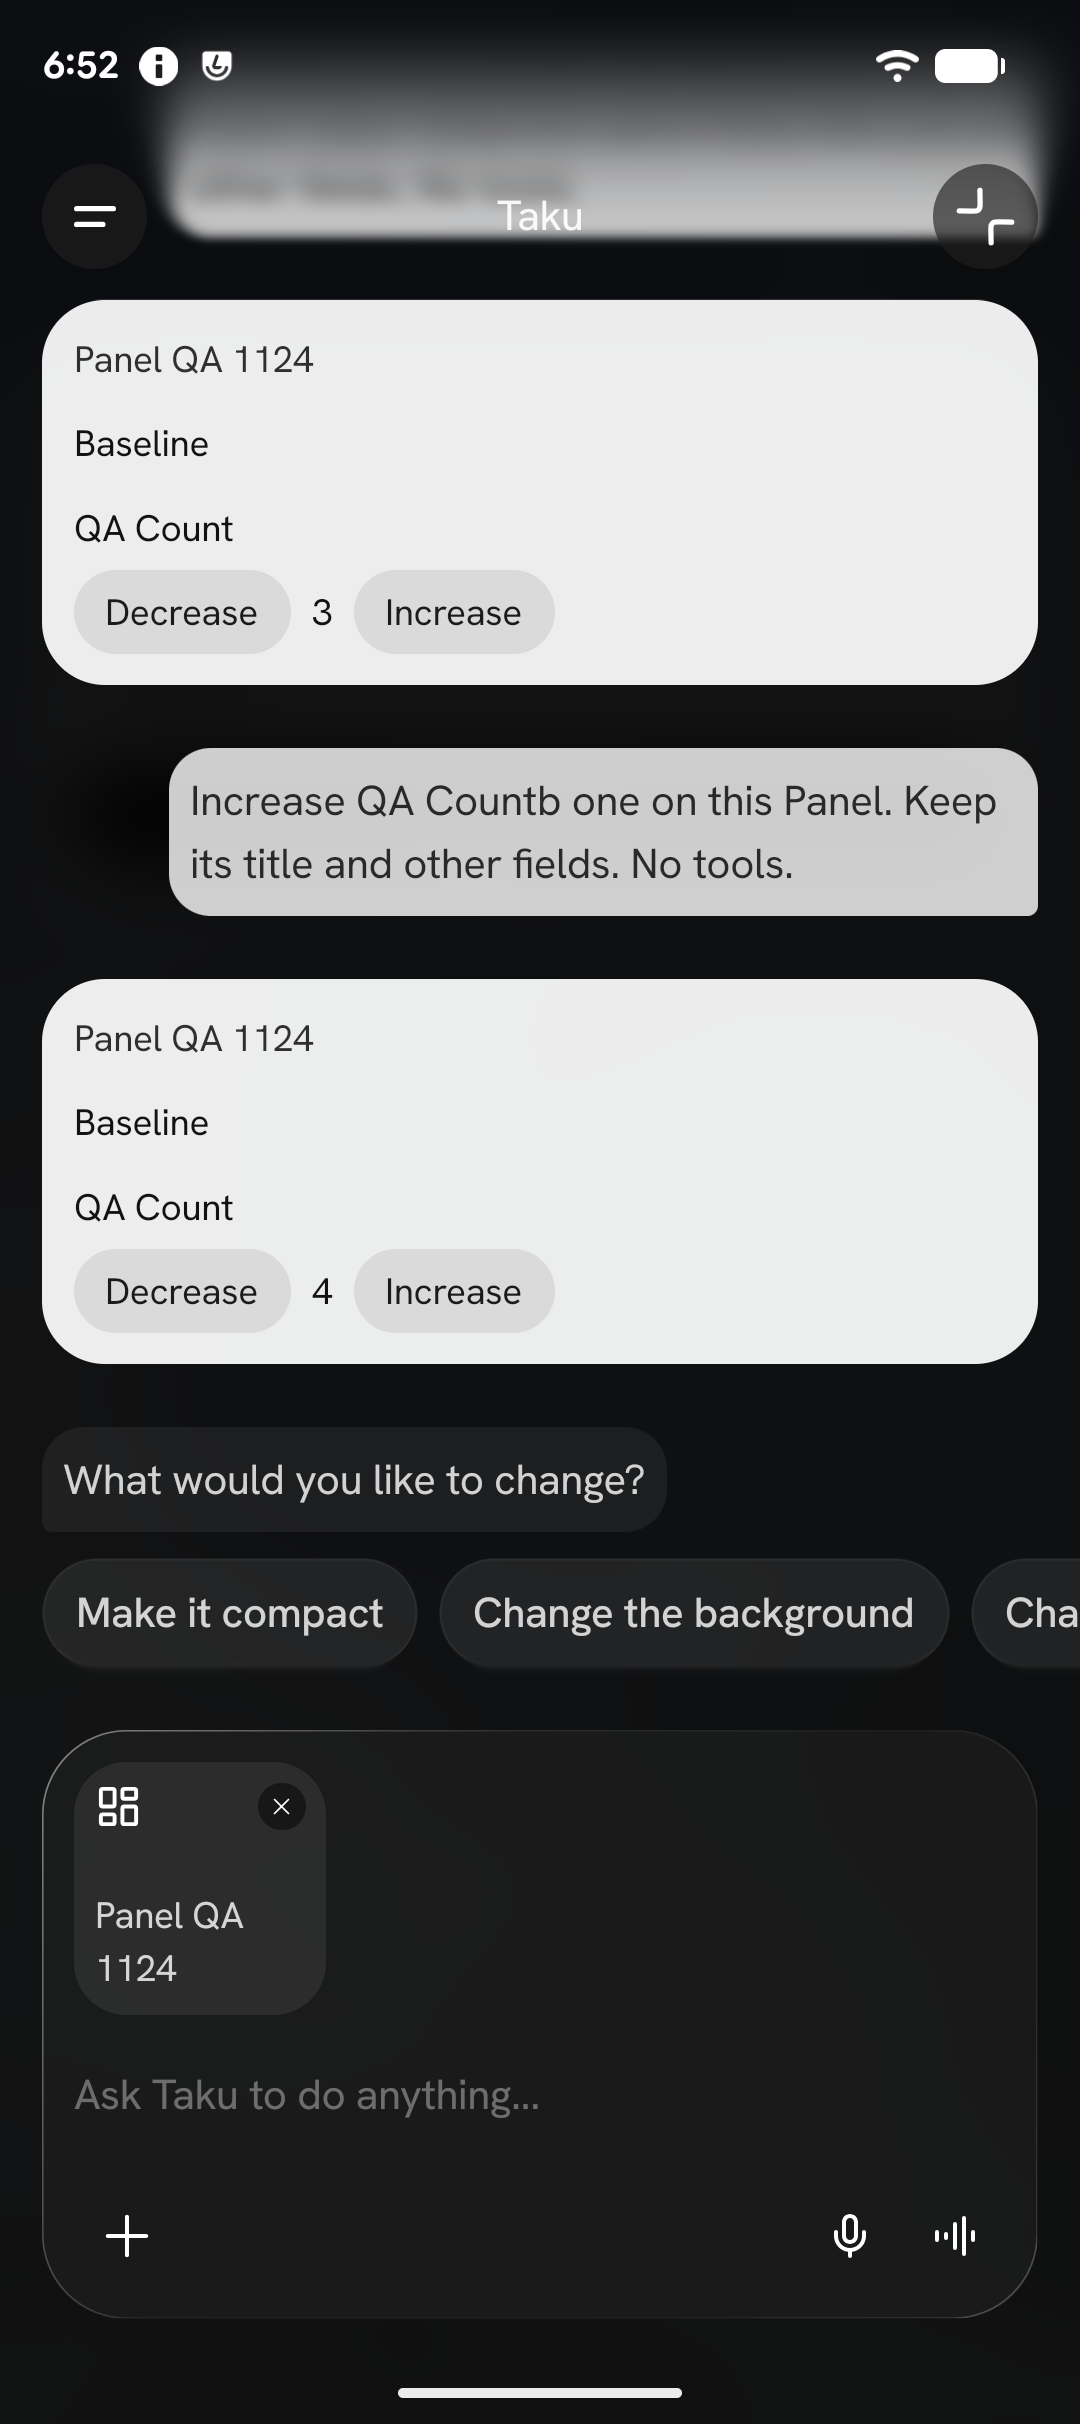 6:52
Taku
Panel QA 1124
Baseline
QA Count
Decrease 3 Increase
Increase QA Countb one on this Panel. Keep
its title and other fields. No tools.
Panel QA 1124
Baseline
QA Count
Decrease 4 Increase
What would you like to change?
Make it compact Change the background Cha
Panel QA
1124
Ask Taku to do anything...